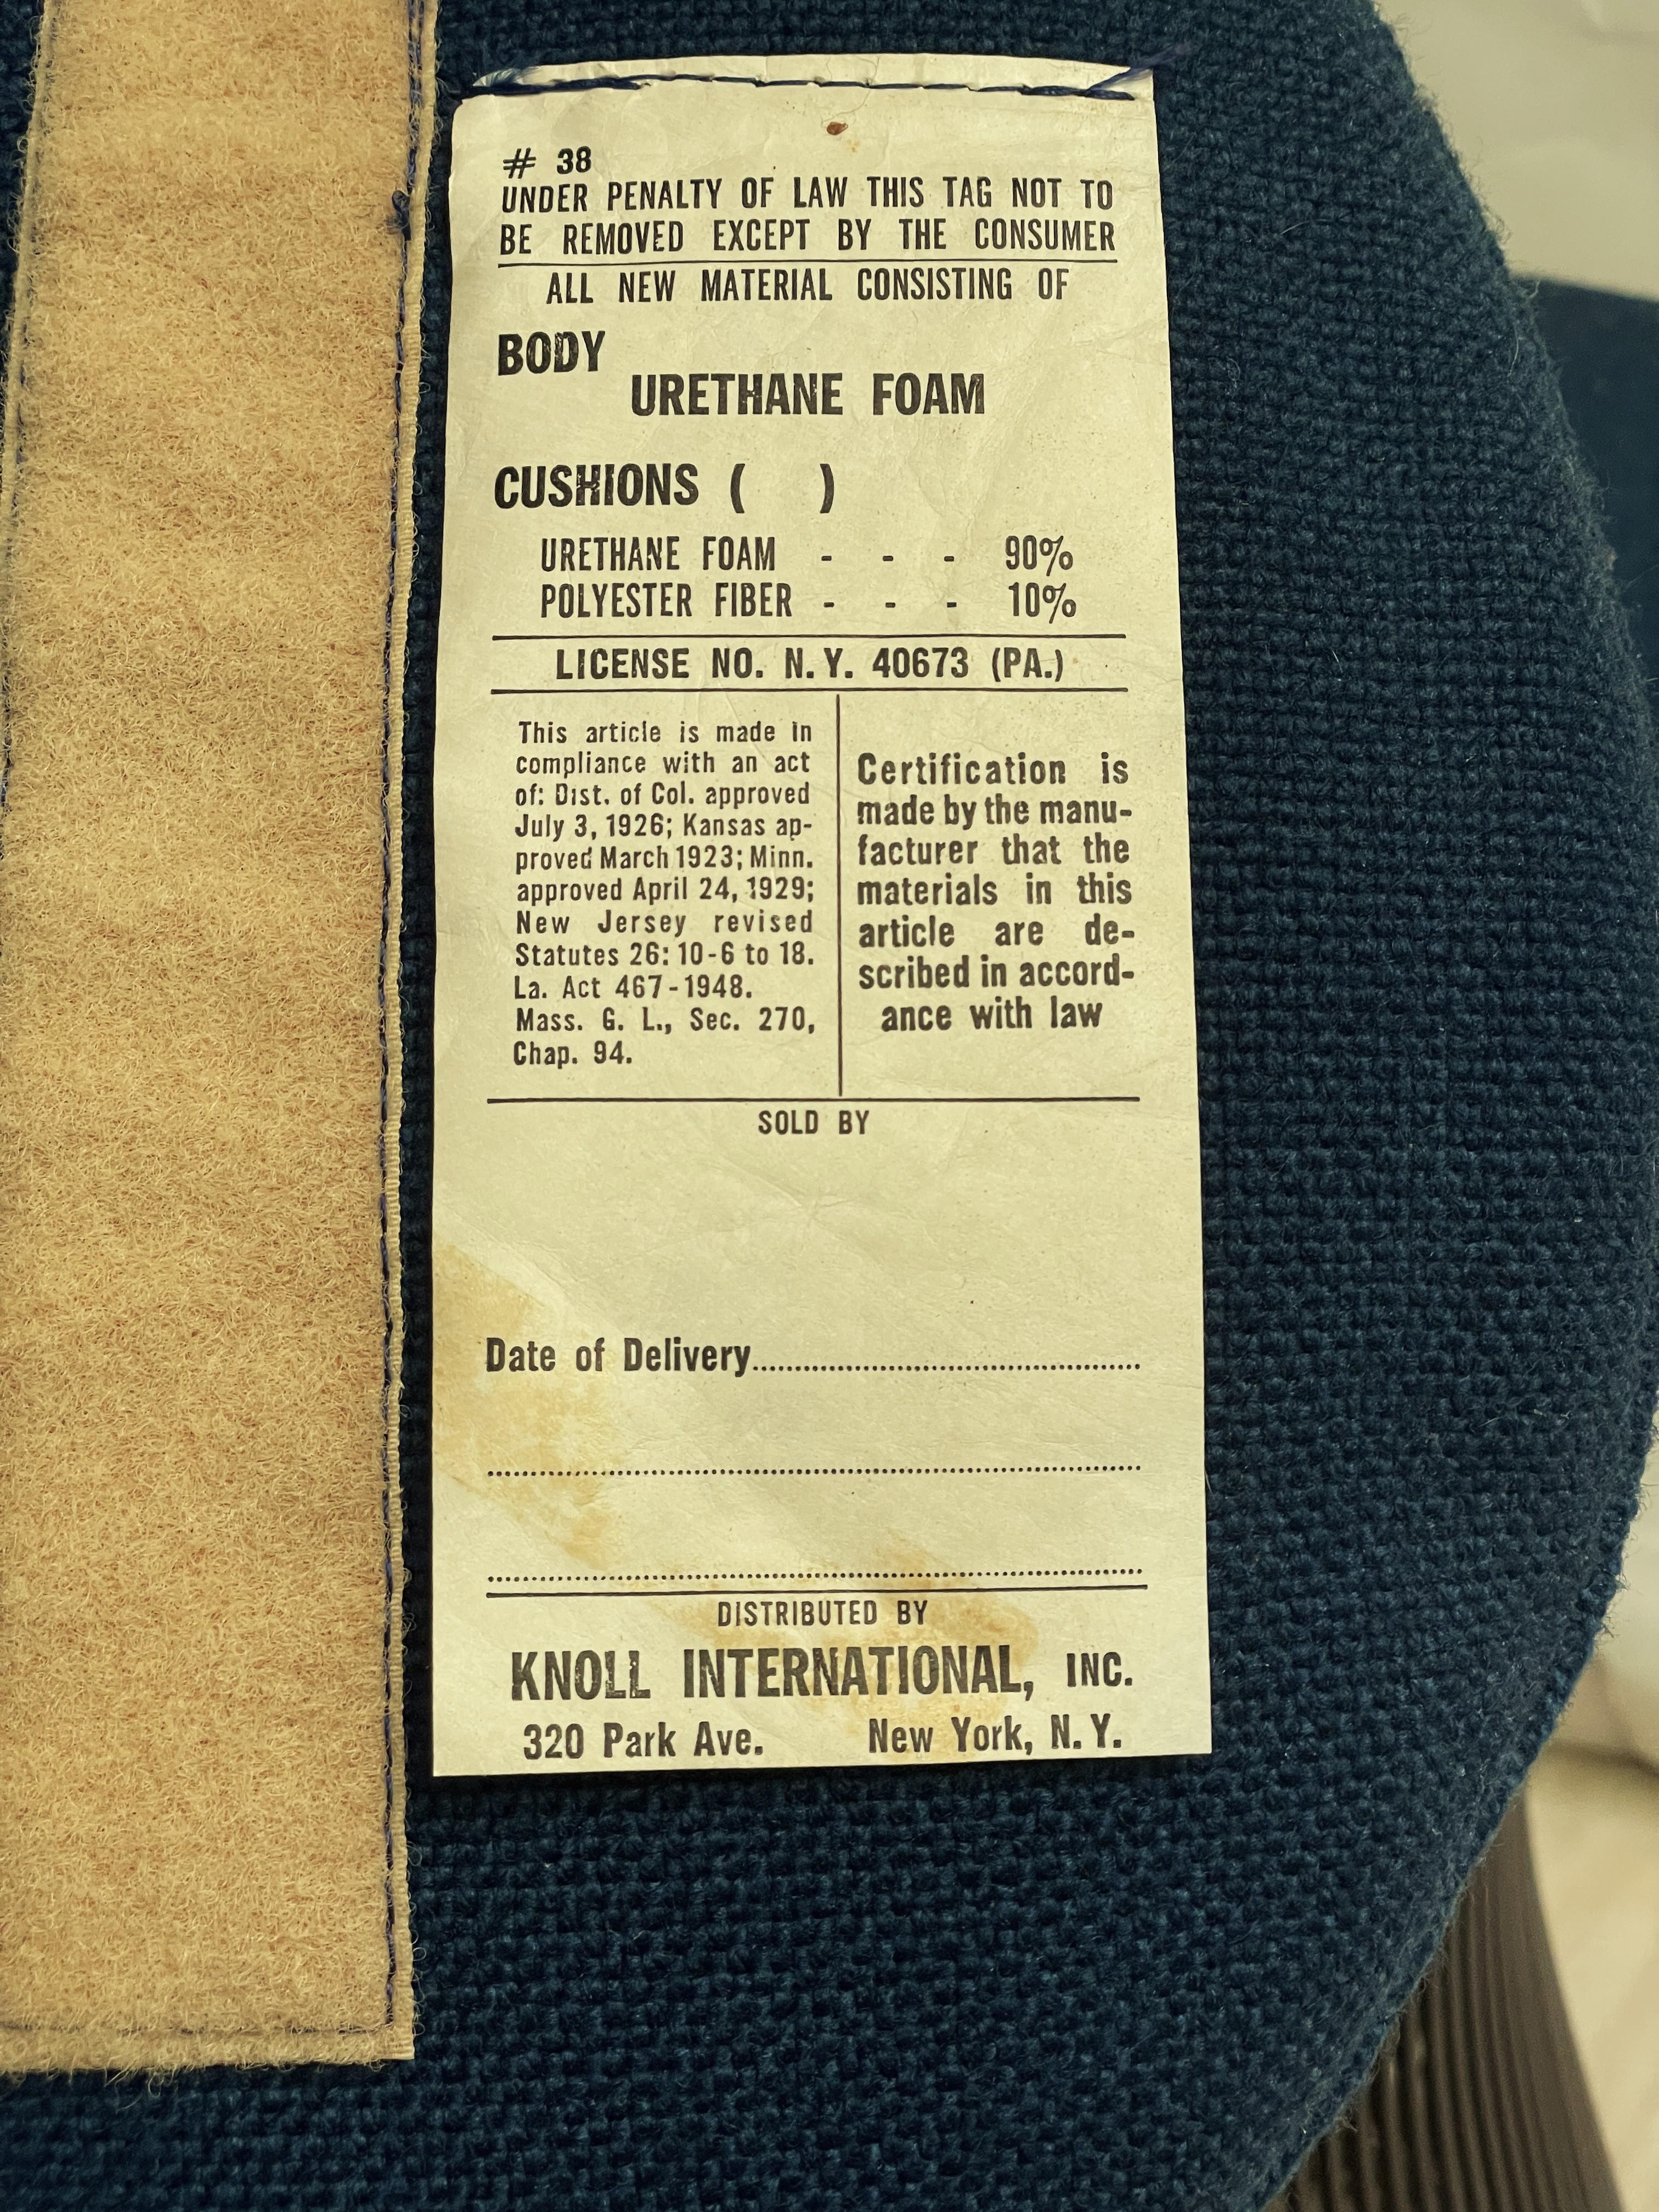 # 38
UNDER PENALTY OF LAW THIS TAG NOT TO
BE REMOVED EXCEPT BY THE CONSUMER
ALL NEW MATERIAL CONSISTING OF
BODY
URETHANE FOAM
CUSHIONS ( )
URETHANE FOAM - - - 90%
POLYESTER FIBER - - - 10%
LICENSE NO. N.Y. 40673 (PA.)
This article is made in
compliance with an act
of: Dist. of Col. approved
July 3, 1926; Kansas ap-
proved March 1923; Minn.
approved April 24, 1929;
New Jersey revised
Statutes 26: 10-6 to 18.
La. Act 467-1948.
Mass. G. L., Sec. 270,
Chap. 94.
Certification is
made by the manu-
facturer that the
materials in this
article are de-
scribed in accord-
ance with law
SOLD BY
Date of Delivery
DISTRIBUTED BY
KNOLL INTERNATIONAL, INC.
320 Park Ave. New York, N.Y.